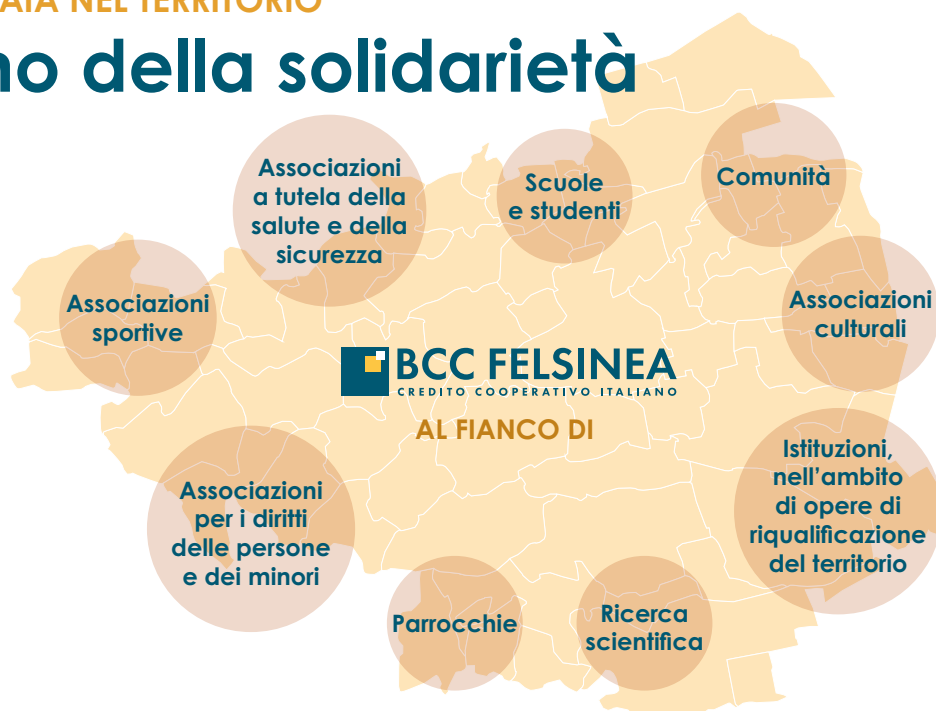 NEL TERRITORIO
della solidarietà
Associazioni
a tutela della
salute e della
sicurezza
Scuole
e studenti
Comunità
Associazioni
sportive
Associazioni
culturali
BCC FELSINEA
CREDITO COOPERATIVO ITALIANO
AL FIANCO DI
Istituzioni,
nell'ambito
di opere di
riqualificazione
del territorio
Associazioni
per i diritti
delle persone
e dei minori
Parrocchie
Ricerca
scientifica